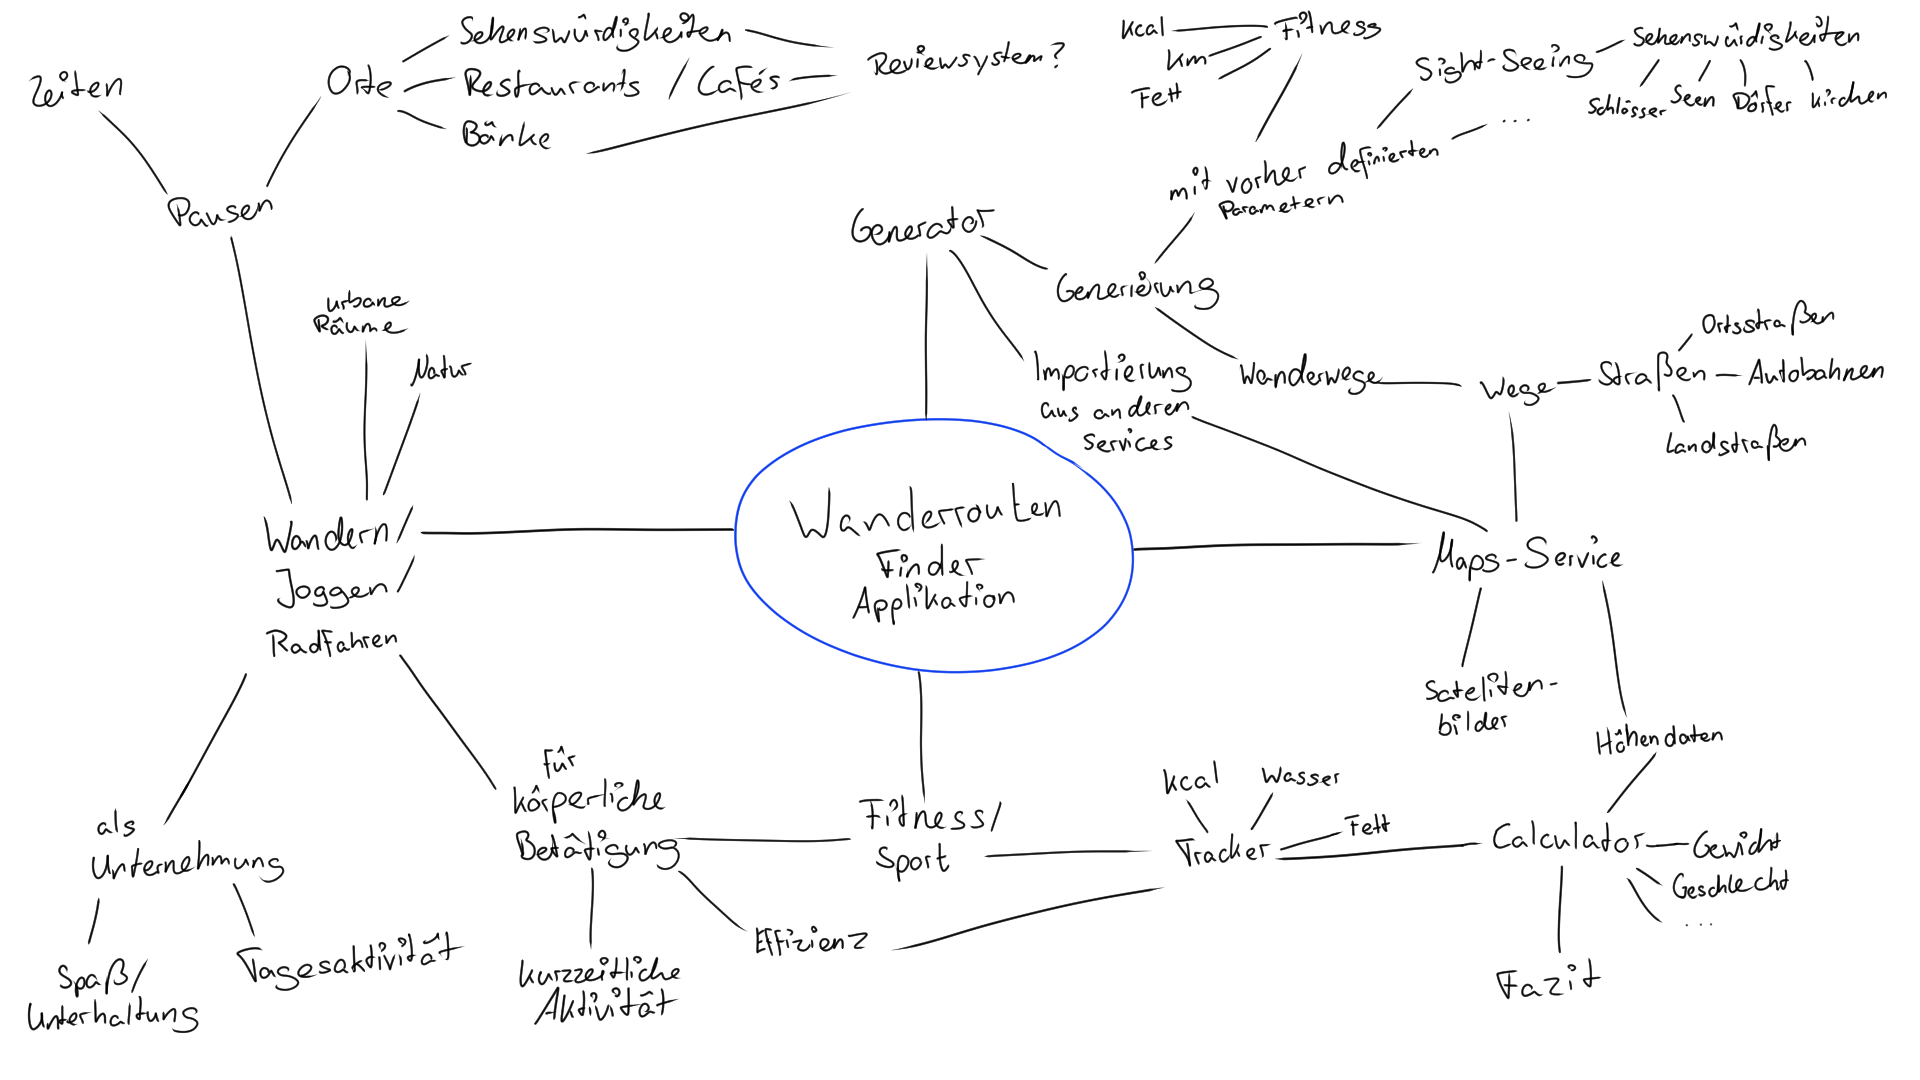 Zeiten
Orte
Sehenswürdigkeiten
Restaurants / Cafés
Bänke
Reviewsystem?
Pausen
kcal
km
Fett
Fitness
Sight-Seeing
Sehenswürdigkeiten
Schlösser
Seen
Dörfer
Kirchen
...
mit vorher definierten
Parametern
Generator
Generierung
Importierung
aus anderen
Services
Wanderwege
Wege
Straßen
Ortsstraßen
Autobahnen
Landstraßen
urbane
Räume
Natur
Wandern/
Joggen/
Radfahren
Wanderrouten
Finder
Applikation
Maps-Service
Sateliten-
bilder
Höhendaten
als
Unternehmung
Spaß/
Unterhaltung
Tagesaktivität
für
körperliche
Betätigung
kurzzeitliche
Aktivität
Effizienz
Fitness/
Sport
kcal
Wasser
Tracker
Fett
Calculator
Gewicht
Geschlecht
...
Fazit